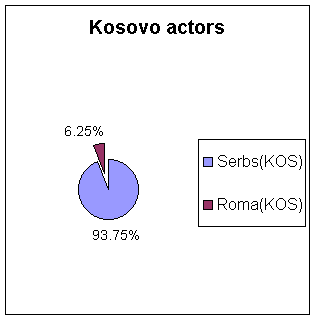 Kosovo actors
6.25%
Serbs(KOS)
Roma(KOS)
93.75%